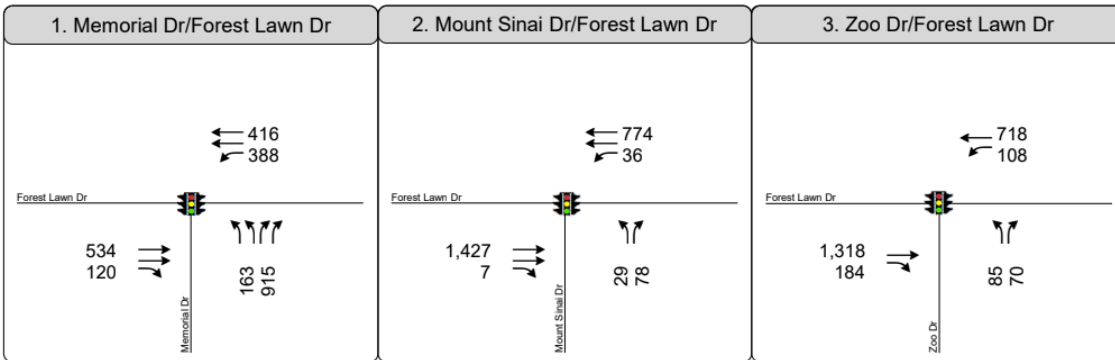 1. Memorial Dr/Forest Lawn Dr
416
388
Forest Lawn Dr
534
120
163
915
Memorial Dr
2. Mount Sinai Dr/Forest Lawn Dr
774
36
Forest Lawn Dr
1,427
7
29
78
Mount Sinai Dr
3. Zoo Dr/Forest Lawn Dr
718
108
Forest Lawn Dr
1,318
184
85
70
Zoo Dr